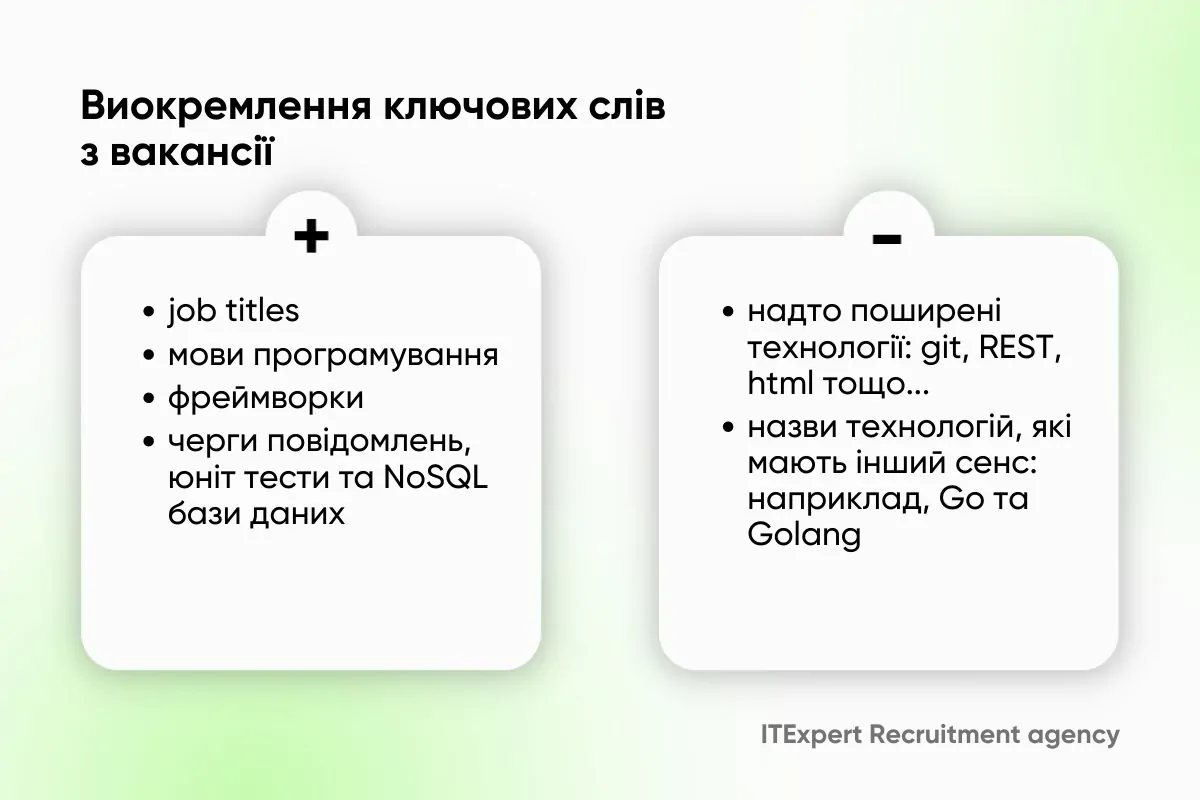 Виокремлення ключових слів
з вакансії
+
• job titles
• мови програмування
• фреймворки
• черги повідомлень,
юніт тести та NoSQL
бази даних
-
• надто поширені
технології: git, REST,
html тощо...
• назви технологій, які
мають інший сенс:
наприклад, Go та
Golang
ITExpert Recruitment agency